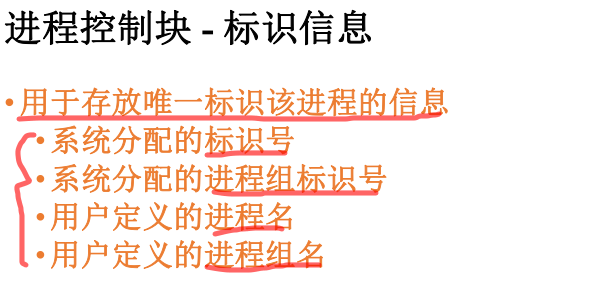 进程控制块 - 标识信息
•用于存放唯一标识该进程的信息
•系统分配的标识号
•系统分配的进程组标识号
•用户定义的进程名
•用户定义的进程组名